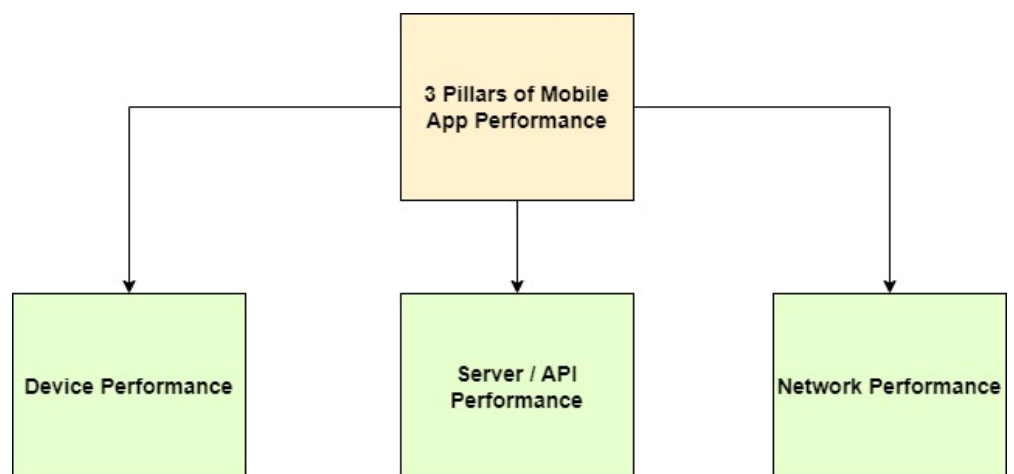 3 Pillars of Mobile
App Performance
Device Performance
Server / API
Performance
Network Performance